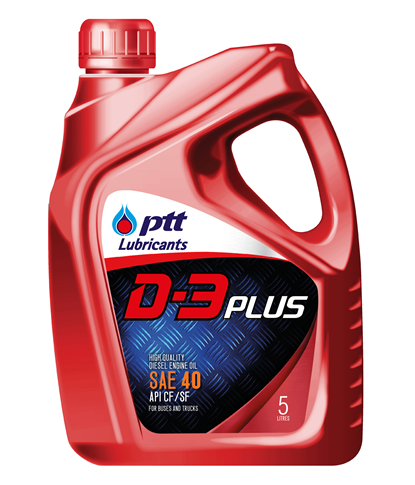 ptt
Lubricants
D-3 PLUS
HIGH QUALITY
DIESEL ENGINE OIL
SAE 40
API CF/SF
FOR BUSES AND TRUCKS
5
LITRES